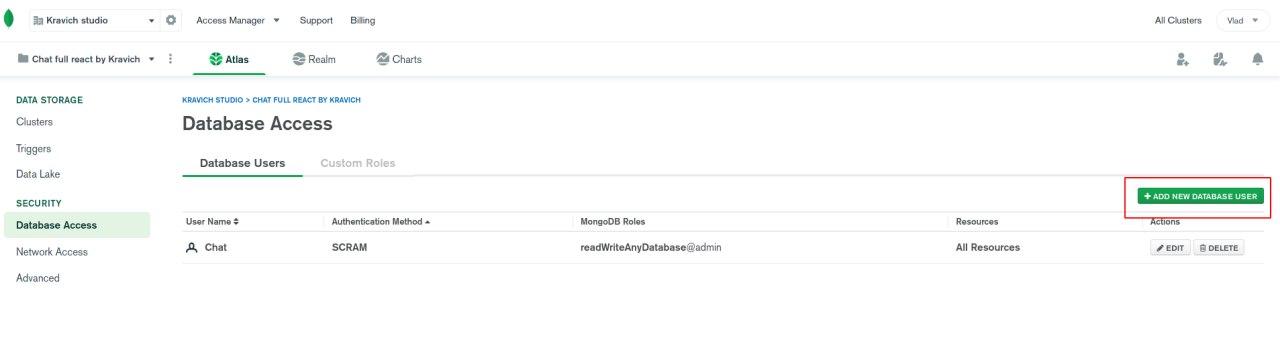 Kravich studio Access Manager Support Billing All Clusters Vlad
Chat full react by Kravich Atlas Realm Charts
DATA STORAGE
Clusters
Triggers
Data Lake
SECURITY
Database Access
Network Access
Advanced
KRAVICH STUDIO > CHAT FULL REACT BY KRAVICH
Database Access
Database Users Custom Roles
+ ADD NEW DATABASE USER
User Name Authentication Method MongoDB Roles Resources Actions
Chat SCRAM readWriteAnyDatabase@admin All Resources EDIT DELETE